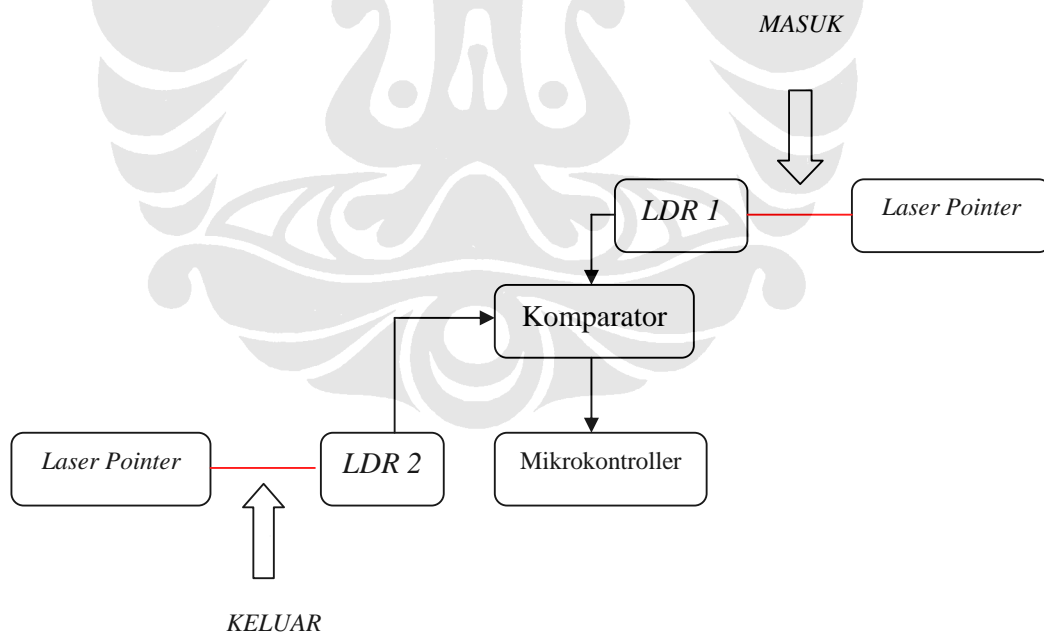 MASUK
LDR 1
Laser Pointer
Komparator
Laser Pointer
LDR 2
Mikrokontroller
KELUAR